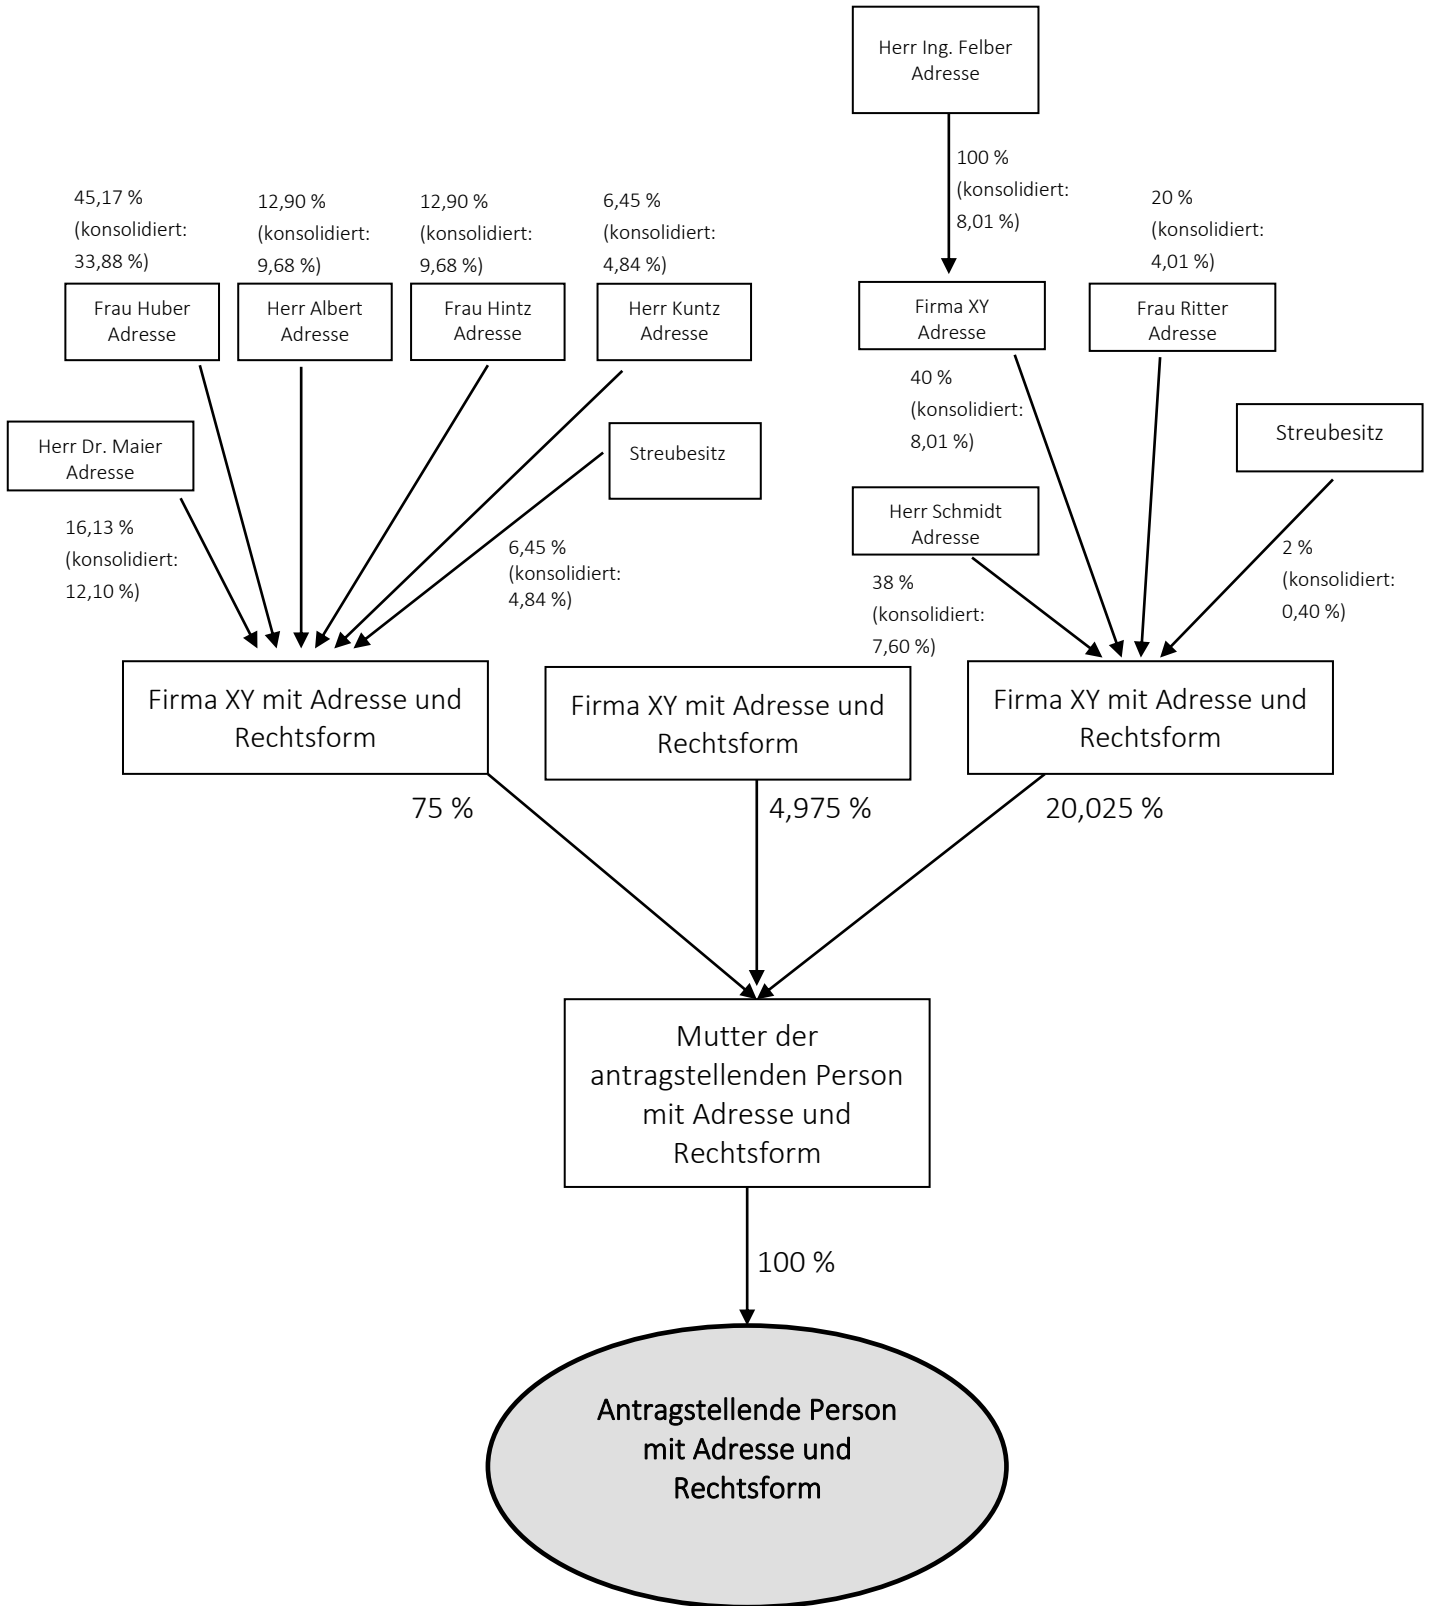 Herr Ing. Felber
Adresse
100 %
(konsolidiert:
8,01 %)
45,17 %
(konsolidiert:
33,88 %)
12,90 %
(konsolidiert:
9,68 %)
12,90 %
(konsolidiert:
9,68 %)
6,45 %
(konsolidiert:
4,84 %)
20 %
(konsolidiert:
4,01 %)
Frau Huber
Adresse
Herr Albert
Adresse
Frau Hintz
Adresse
Herr Kuntz
Adresse
Firma XY
Adresse
Frau Ritter
Adresse
40 %
(konsolidiert:
8,01 %)
Herr Dr. Maier
Adresse
Streubesitz
Streubesitz
16,13 %
(konsolidiert:
12,10 %)
6,45 %
(konsolidiert:
4,84 %)
Herr Schmidt
Adresse
38 %
(konsolidiert:
7,60 %)
2 %
(konsolidiert:
0,40 %)
Firma XY mit Adresse und
Rechtsform
Firma XY mit Adresse und
Rechtsform
Firma XY mit Adresse und
Rechtsform
75 %
4,975 %
20,025 %
Mutter der
antragstellenden Person
mit Adresse und
Rechtsform
100 %
Antragstellende Person
mit Adresse und
Rechtsform